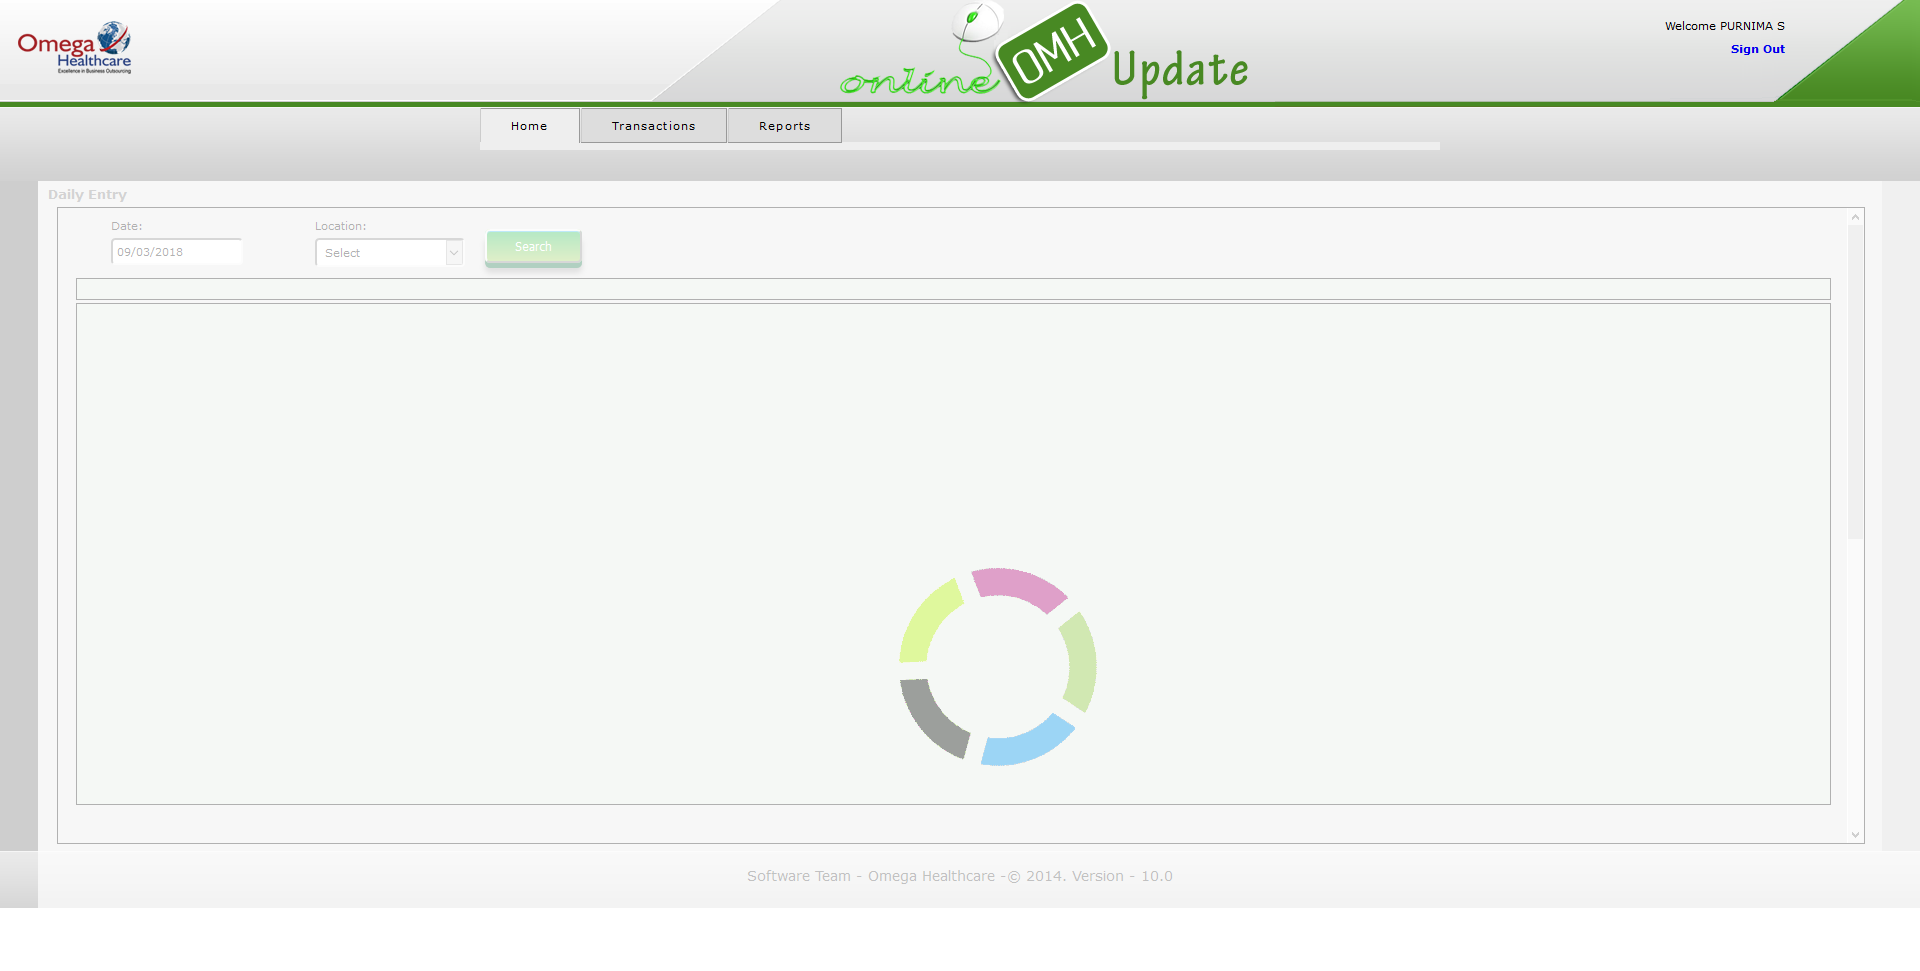 Omega
Healthcare
Excellence in Business Outsourcing
online OMH Update
Welcome PURNIMA S
Sign Out
Home Transactions Reports
Daily Entry
Date: Location:
09/03/2018 Select Search
Software Team - Omega Healthcare -© 2014. Version - 10.0